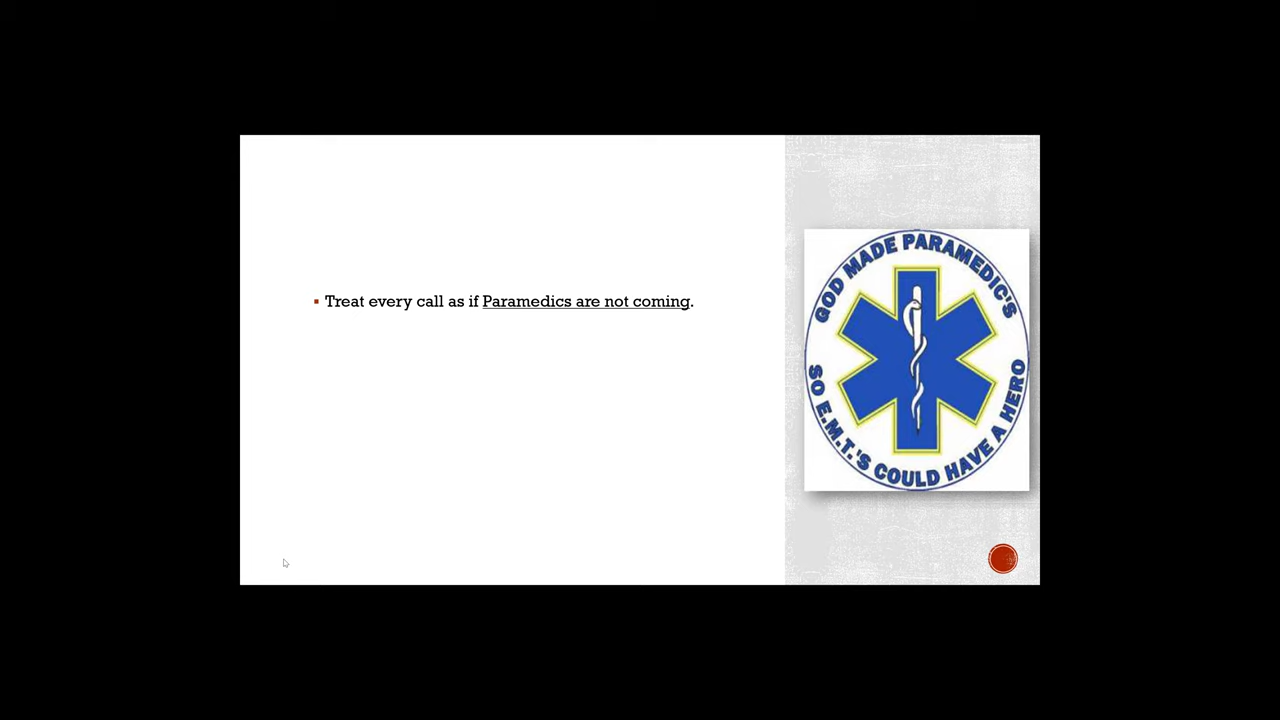 Treat every call as if Paramedics are not coming.
GOD MADE PARAMEDIC'S
SO E.M.T.'S COULD HAVE A HERO